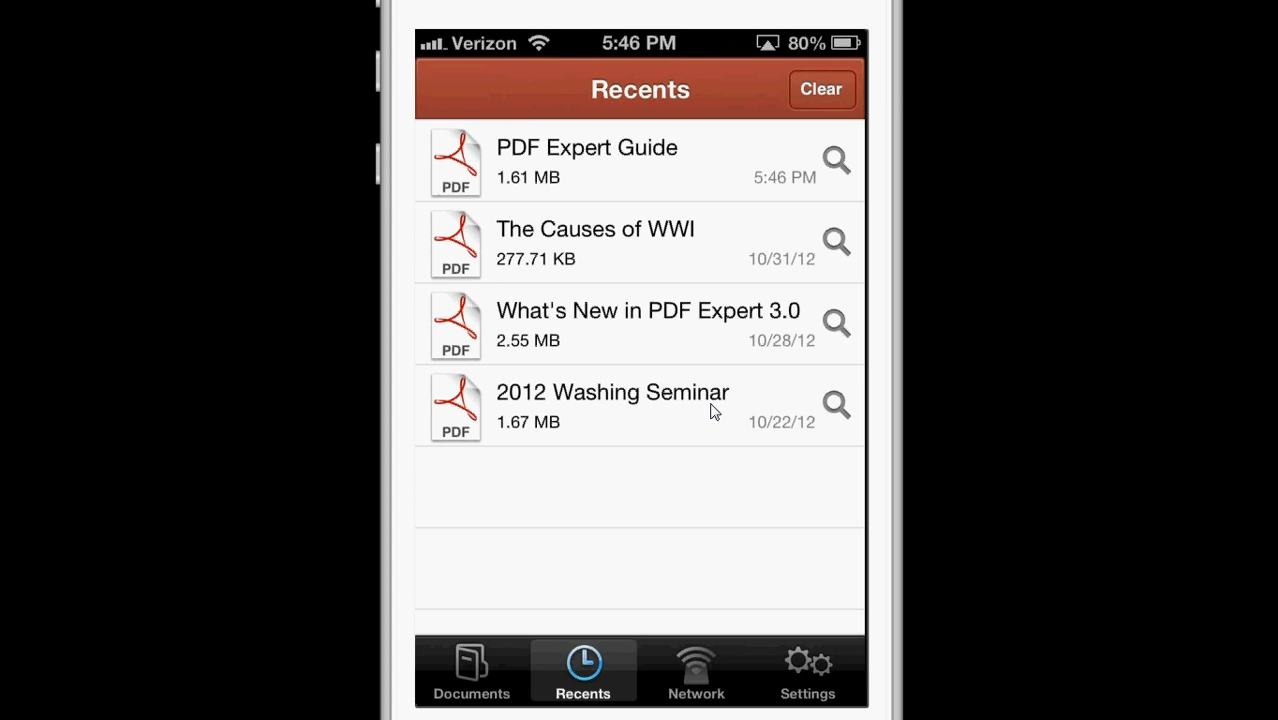 Verizon 5:46 PM 80%
Recents Clear
PDF Expert Guide
1.61 MB 5:46 PM
PDF
The Causes of WWI
277.71 KB 10/31/12
PDF
What's New in PDF Expert 3.0
2.55 MB 10/28/12
PDF
2012 Washing Seminar
1.67 MB 10/22/12
PDF
Documents Recents Network Settings